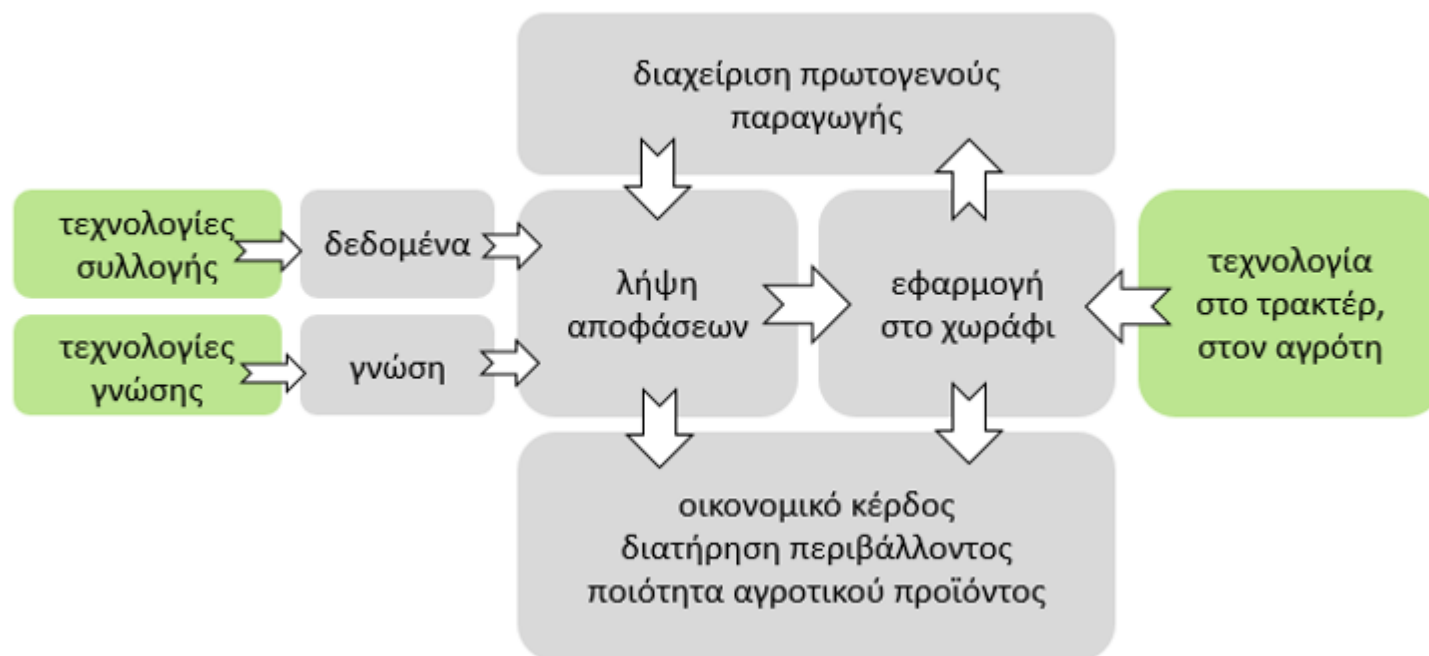 διαχείριση πρωτογενούς
παραγωγής
τεχνολογίες
συλλογής
δεδομένα
τεχνολογίες
γνώσης
γνώση
λήψη
αποφάσεων
εφαρμογή
στο χωράφι
τεχνολογία
στο τρακτέρ,
στον αγρότη
οικονομικό κέρδος
διατήρηση περιβάλλοντος
ποιότητα αγροτικού προϊόντος